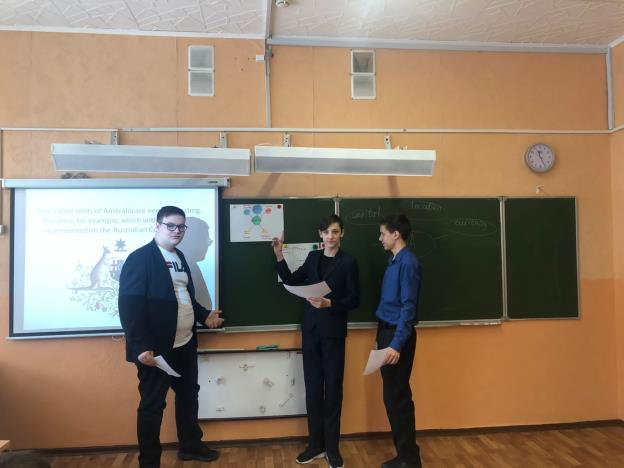 The native birds of Australia are very interesting.
The emu, for example, which with
represented on the Australian Co
FILA
capital
location
currency